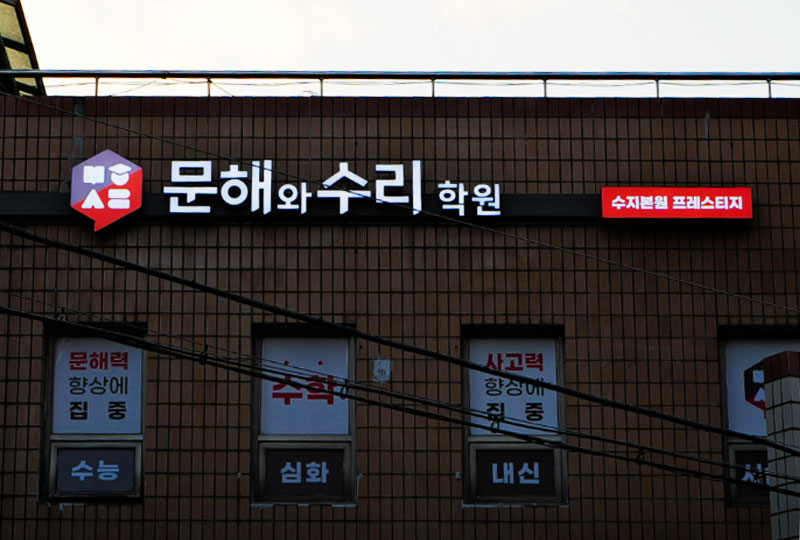 문해와 수리 학원
수지본원 프레스티지
문해력
향상에
집중
수능
수학
심화
사고력
향상에
집중
내신